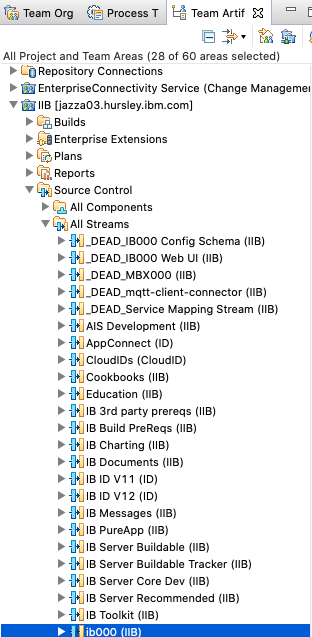 Team Org Process T Team Artif
All Project and Team Areas (28 of 60 areas selected)
Repository Connections
EnterpriseConnectivity Service (Change Managemen
IIB [jazza03.hursley.ibm.com]
Builds
Enterprise Extensions
Plans
Reports
Source Control
All Components
All Streams
_DEAD_IB000 Config Schema (IIB)
_DEAD_IB000 Web UI (IIB)
_DEAD_MBX000 (IIB)
_DEAD_mqtt-client-connector (IIB)
_DEAD_Service Mapping Stream (IIB)
AIS Development (IIB)
AppConnect (ID)
CloudIDs (CloudID)
Cookbooks (IIB)
Education (IIB)
IB 3rd party prereqs (IIB)
IB Build PreReqs (IIB)
IB Charting (IIB)
IB Documents (IIB)
IB ID V11 (ID)
IB ID V12 (ID)
IB Messages (IIB)
IB PureApp (IIB)
IB Server Buildable (IIB)
IB Server Buildable Tracker (IIB)
IB Server Core Dev (IIB)
IB Server Recommended (IIB)
IB Toolkit (IIB)
ib000 (IIB)